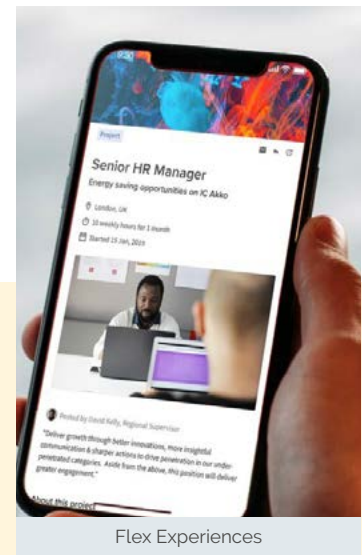 9:00
Project
Senior HR Manager
Energy saving opportunities on IC Akko
London, UK
10 weekly hours for 1 month
Started 15 Jan, 2019
Posted by David Kelly, Regional Supervisor
"Deliver growth through better innovations, more insightful
communication & sharper actions to drive penetration in our under-
penetrated categories. Aside from the above, this position will deliver
greater engagement."
About this project
Flex Experiences